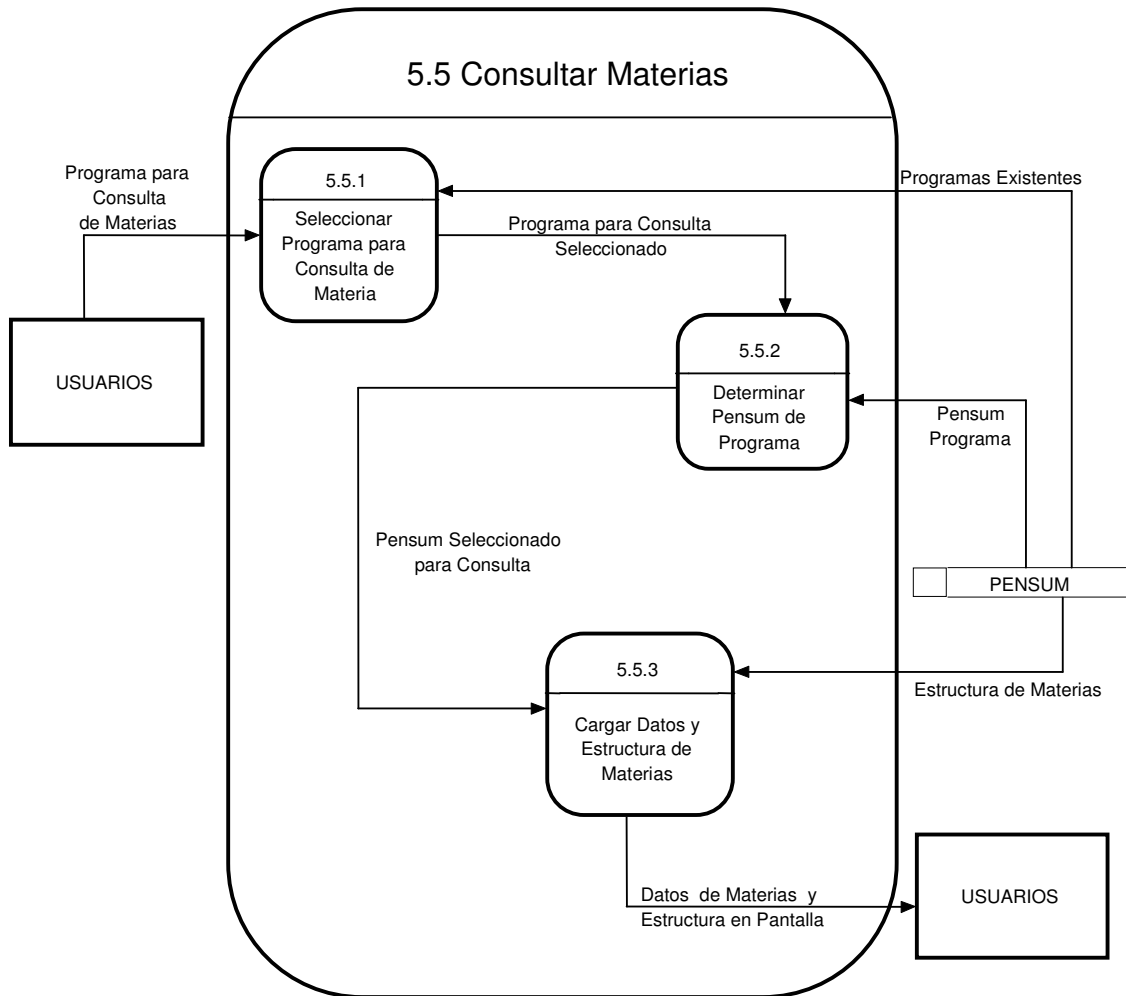 5.5 Consultar Materias
Programa para
Consulta
de Materias
5.5.1
Seleccionar
Programa para
Consulta de
Materia
Programas Existentes
Programa para Consulta
Seleccionado
USUARIOS
5.5.2
Determinar
Pensum de
Programa
Pensum
Programa
Pensum Seleccionado
para Consulta
PENSUM
5.5.3
Cargar Datos y
Estructura de
Materias
Estructura de Materias
Datos de Materias y
Estructura en Pantalla
USUARIOS